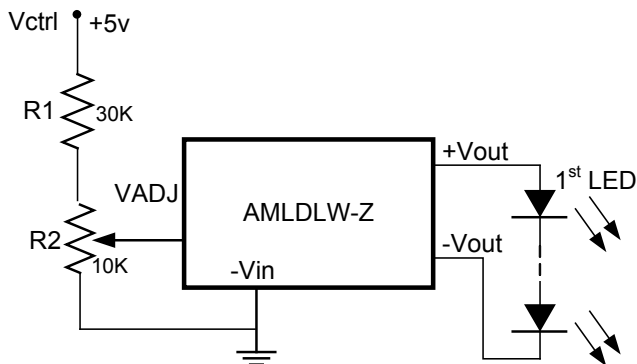 Vctrl
+5v
R1
30K
VADJ
R2
10K
AMLDLW-Z
-Vin
+Vout
-Vout
1st LED